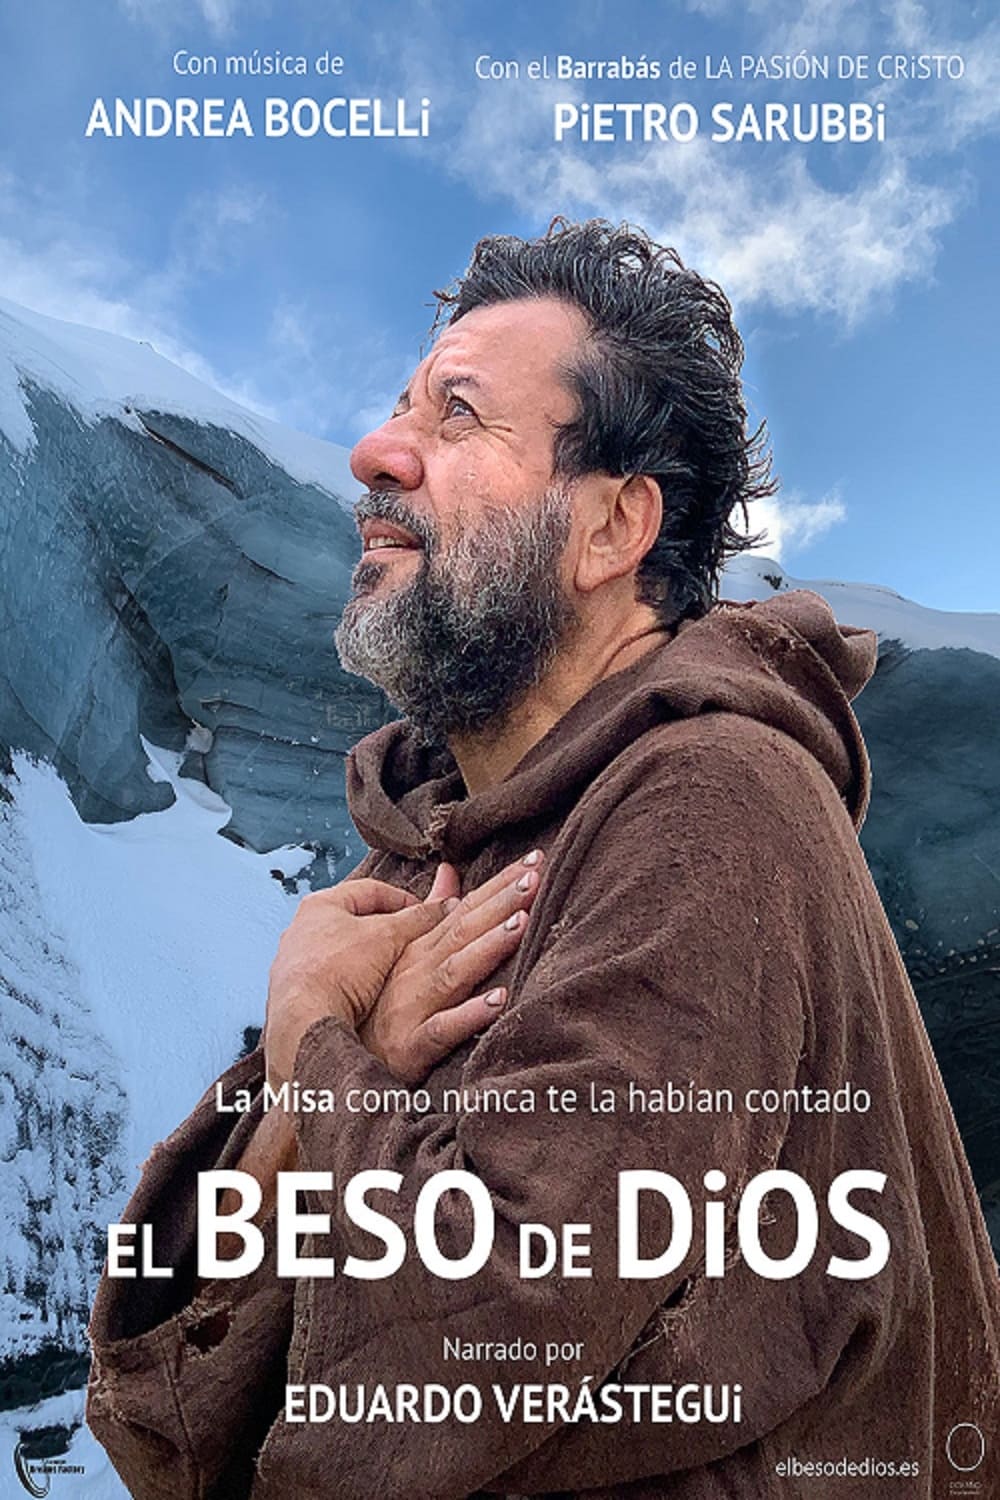 Con música de
ANDREA BOCELLi
Con el Barrabás de LA PASiÓN DE CRiSTO
PiETRO SARUBBi
La Misa como nunca te la habían contado
EL BESO DE DiOS
Narrado por
EDUARDO VERÁSTEGUi
elbesodedios.es